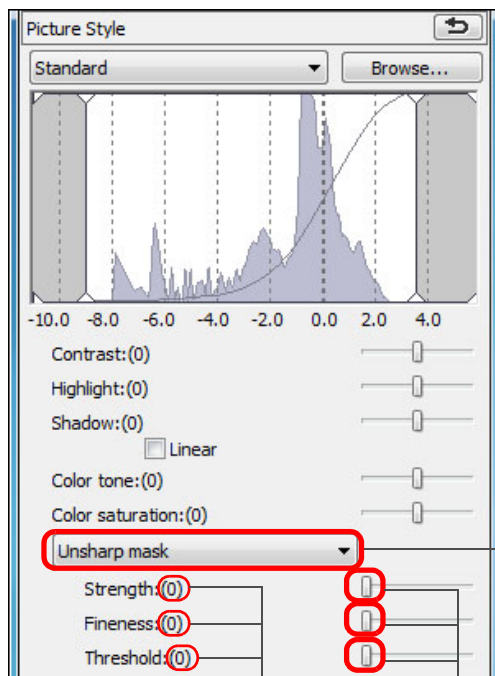 Picture Style
Standard Browse...
-10.0 -8.0 -6.0 -4.0 -2.0 0.0 2.0 4.0
Contrast:(0)
Highlight:(0)
Shadow:(0)
Linear
Color tone:(0)
Color saturation:(0)
Unsharp mask
Strength:(0)
Fineness:(0)
Threshold:(0)